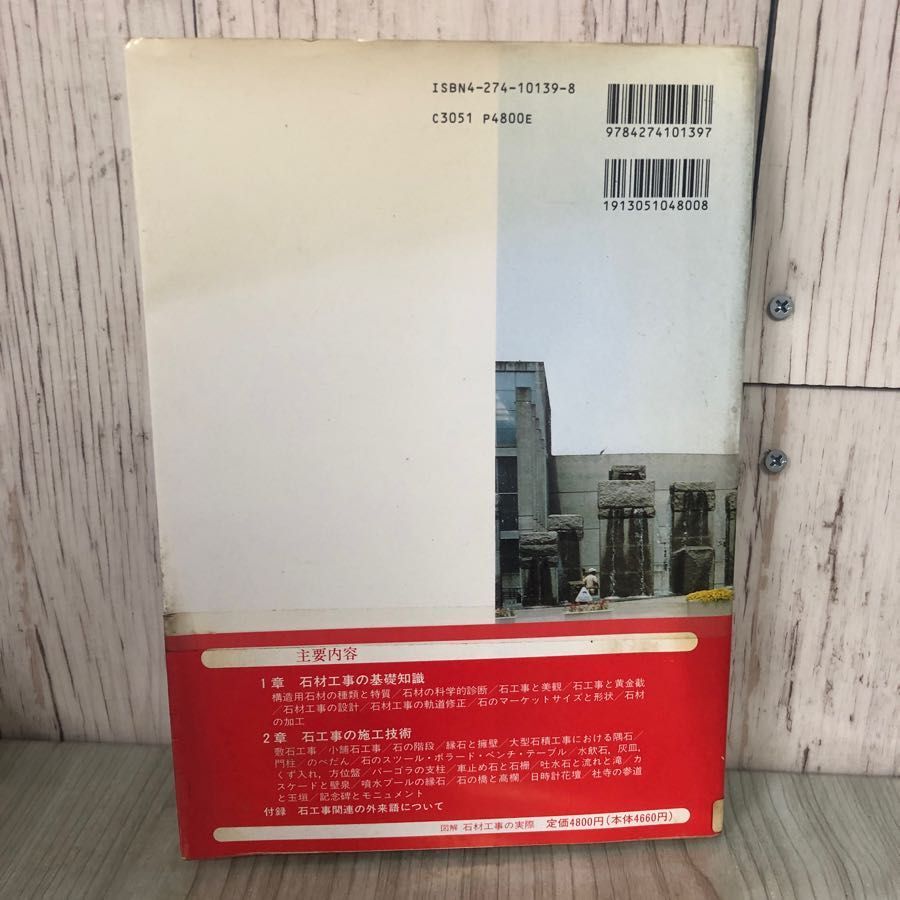 ISBN4-274-10139-8
C3051 P4800E
9784274101397
1913051048008
主要内容
1章 石材工事の基礎知識
構造用石材の種類と特質／石材の科学的診断／石工事と美観／石工事と黄金截
／石材工事の設計／石材工事の軌道修正／石のマーケットサイズと形状／石材
の加工
2章 石工事の施工技術
敷石工事／小舗石工事／石の階段／縁石と擁壁／大型石積工事における隅石／
門柱／のべだん／石のスツール・ボラード・ベンチ・テーブル／水飲石，灰皿，
くず入れ，方位盤／パーゴラの支柱／車止め石と石柵／吐水石と流れと滝／カ
スケードと壁泉／噴水プールの縁石／石の橋と高欄／日時計花壇／社寺の参道
と玉垣／記念碑とモニュメント
付録 石工事関連の外来語について
図解 石材工事の実際 定価4800円(本体4660円)